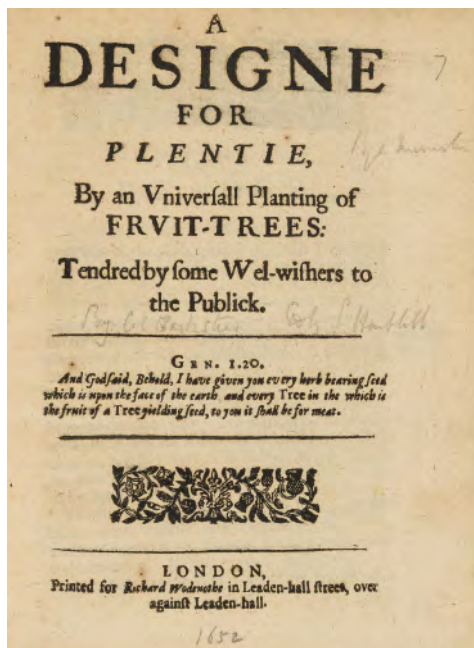 A
DESIGNE
FOR
PLENTIE,
By an Vniverſall Planting of
FRVIT-TREES:
Tendred by ſome Wel-wiſhers to
the Publick.
GEN. 1.20.
And God ſaid, Behold, I have given you every herb bearing ſeed
which is upon the face of the earth and every Tree in the which is
the fruit of a Tree yielding ſeed, to you it ſhall be for meat.
LONDON,
Printed for Richard Wodenothe in Leaden-hall ſtreet, over
againſt Leaden-hall.
1652
7